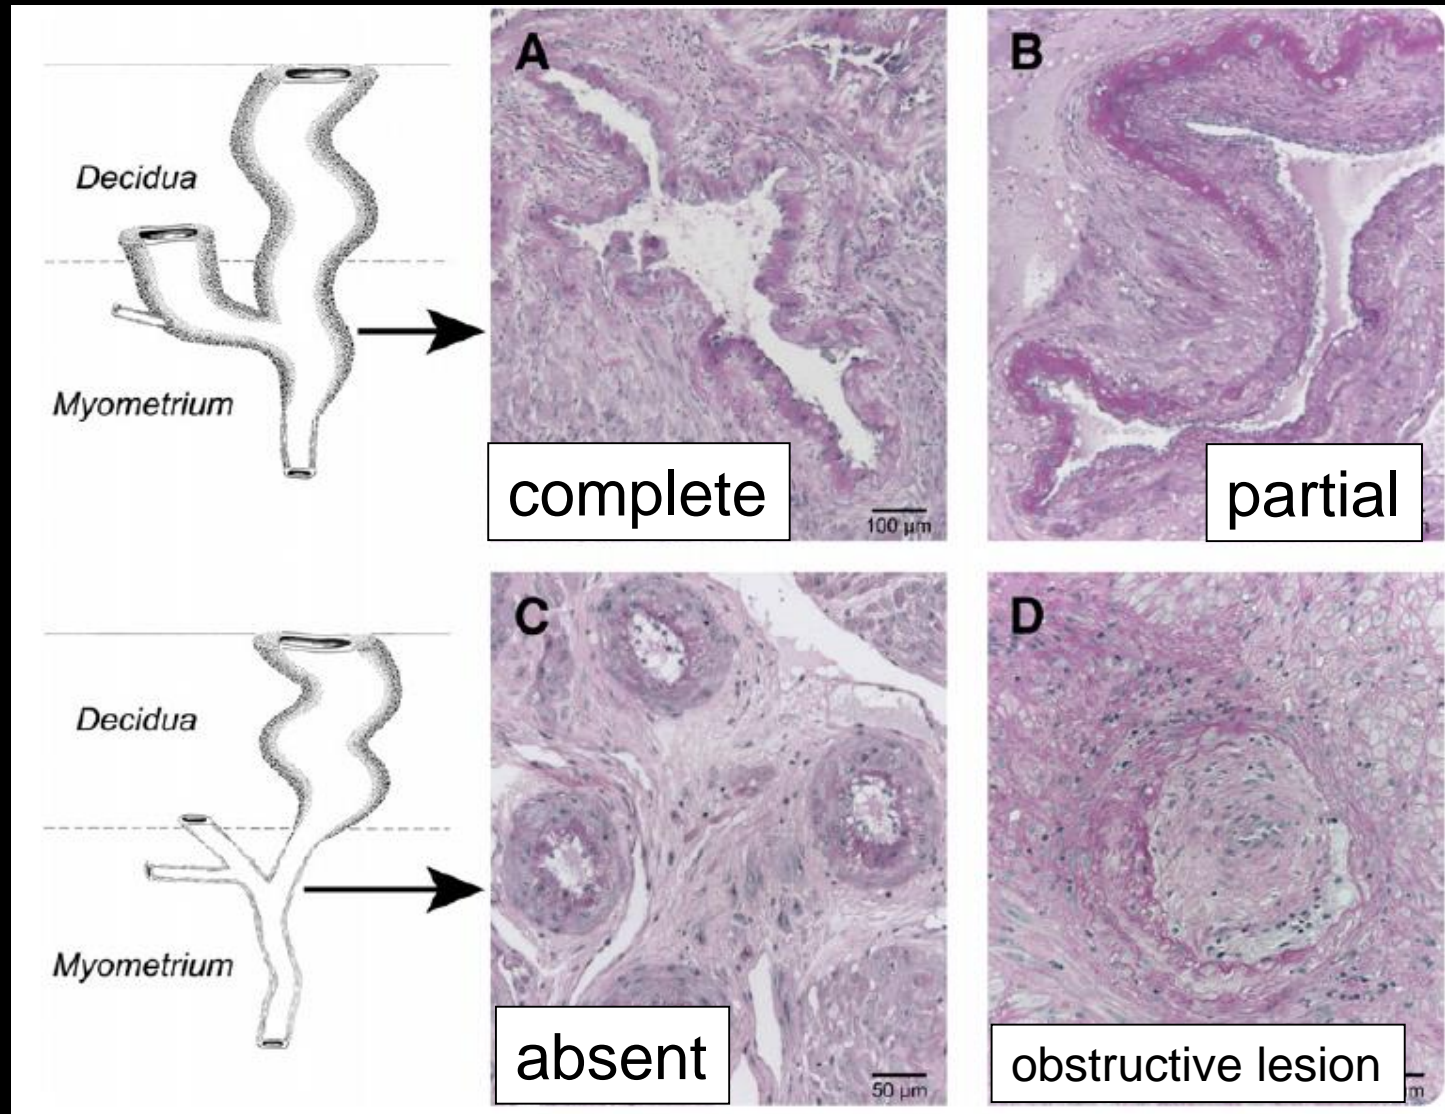 Decidua
Myometrium
A
complete
100 µm
B
partial
Decidua
Myometrium
C
absent
50 µm
D
obstructive lesion